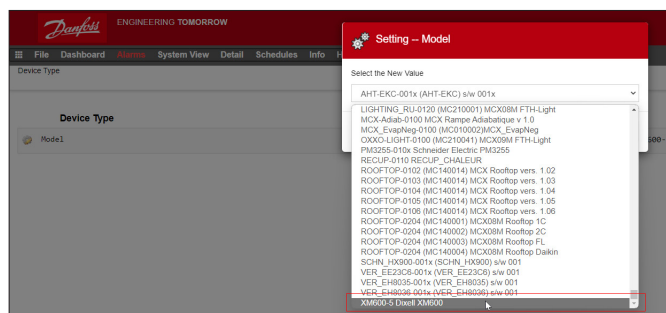 Danfoss
ENGINEERING TOMORROW
Setting -- Model
File Dashboard Alarms System View Detail Schedules Info H
Device Type
Select the New Value
AHT-EKC-001x (AHT-EKC) s/w 001x
LIGHTING_RU-0120 (MC210001) MCX08M FTH-Light
MCX-Adiab-0100 MCX Rampe Adiabatique v 1.0
MCX_EvapNeg-0100 (MC010002)MCX_EvapNeg
OXXO-LIGHT-0100 (MC210041) MCX09M FTH-Light
PM3255-010x Schneider Electric PM3255
RECUP-0110 RECUP_CHALEUR
ROOFTOP-0102 (MC140014) MCX Rooftop vers. 1.02
ROOFTOP-0103 (MC140014) MCX Rooftop vers. 1.03
ROOFTOP-0104 (MC140014) MCX Rooftop vers. 1.04
ROOFTOP-0105 (MC140014) MCX Rooftop vers. 1.05
ROOFTOP-0106 (MC140014) MCX Rooftop vers. 1.06
ROOFTOP-0204 (MC140001) MCX08M Rooftop 1C
ROOFTOP-0204 (MC140002) MCX08M Rooftop 2C
ROOFTOP-0204 (MC140003) MCX08M Rooftop FL
ROOFTOP-0204 (MC140004) MCX08M Rooftop Daikin
SCHN_HX900-001x (SCHN_HX900) s/w 001
VER_EE23C6-001x (VER_EE23C6) s/w 001
VER_EH8035-001x (VER_EH8035) s/w 001
VER_EH8036-001x (VER_EH8036) s/w 001
XM600-5 Dixell XM600
Device Type
Model
600-